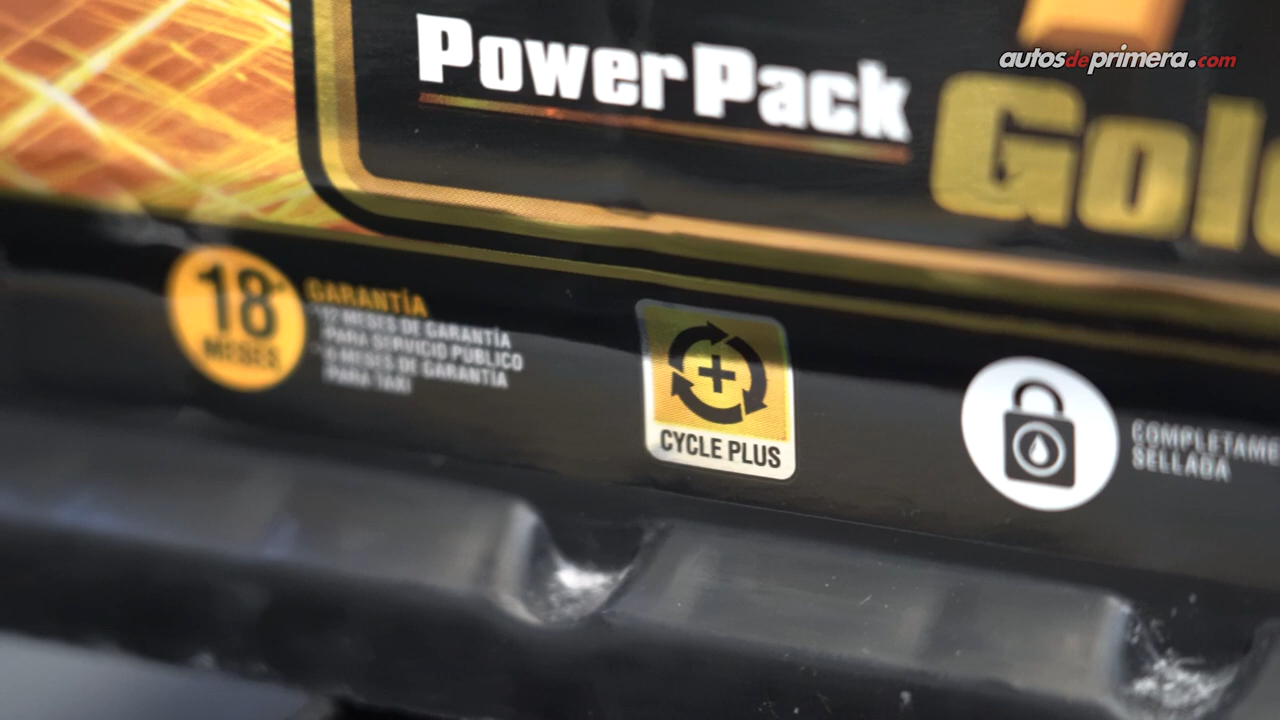 autosdeprimera.com
PowerPack
Gol
18
MESES
GARANTÍA
12 MESES DE GARANTÍA
PARA SERVICIO PUBLICO
MESES DE GARANTÍA
PARA TAXI
CYCLE PLUS
COMPLETAME
SELLADA